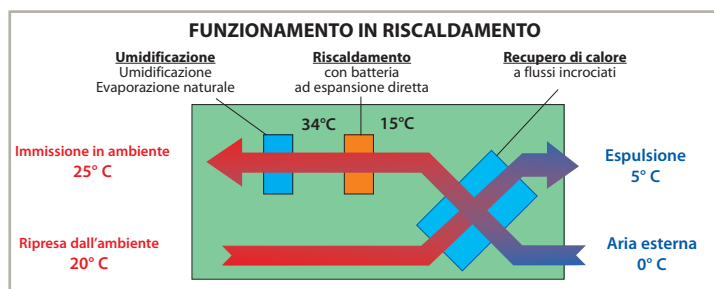 FUNZIONAMENTO IN RISCALDAMENTO
Umidificazione
Umidificazione
Evaporazione naturale
Riscaldamento
con batteria
ad espansione diretta
Recupero di calore
a flussi incrociati
34°C
15°C
Immissione in ambiente
25° C
Espulsione
5° C
Ripresa dall'ambiente
20° C
Aria esterna
0° C